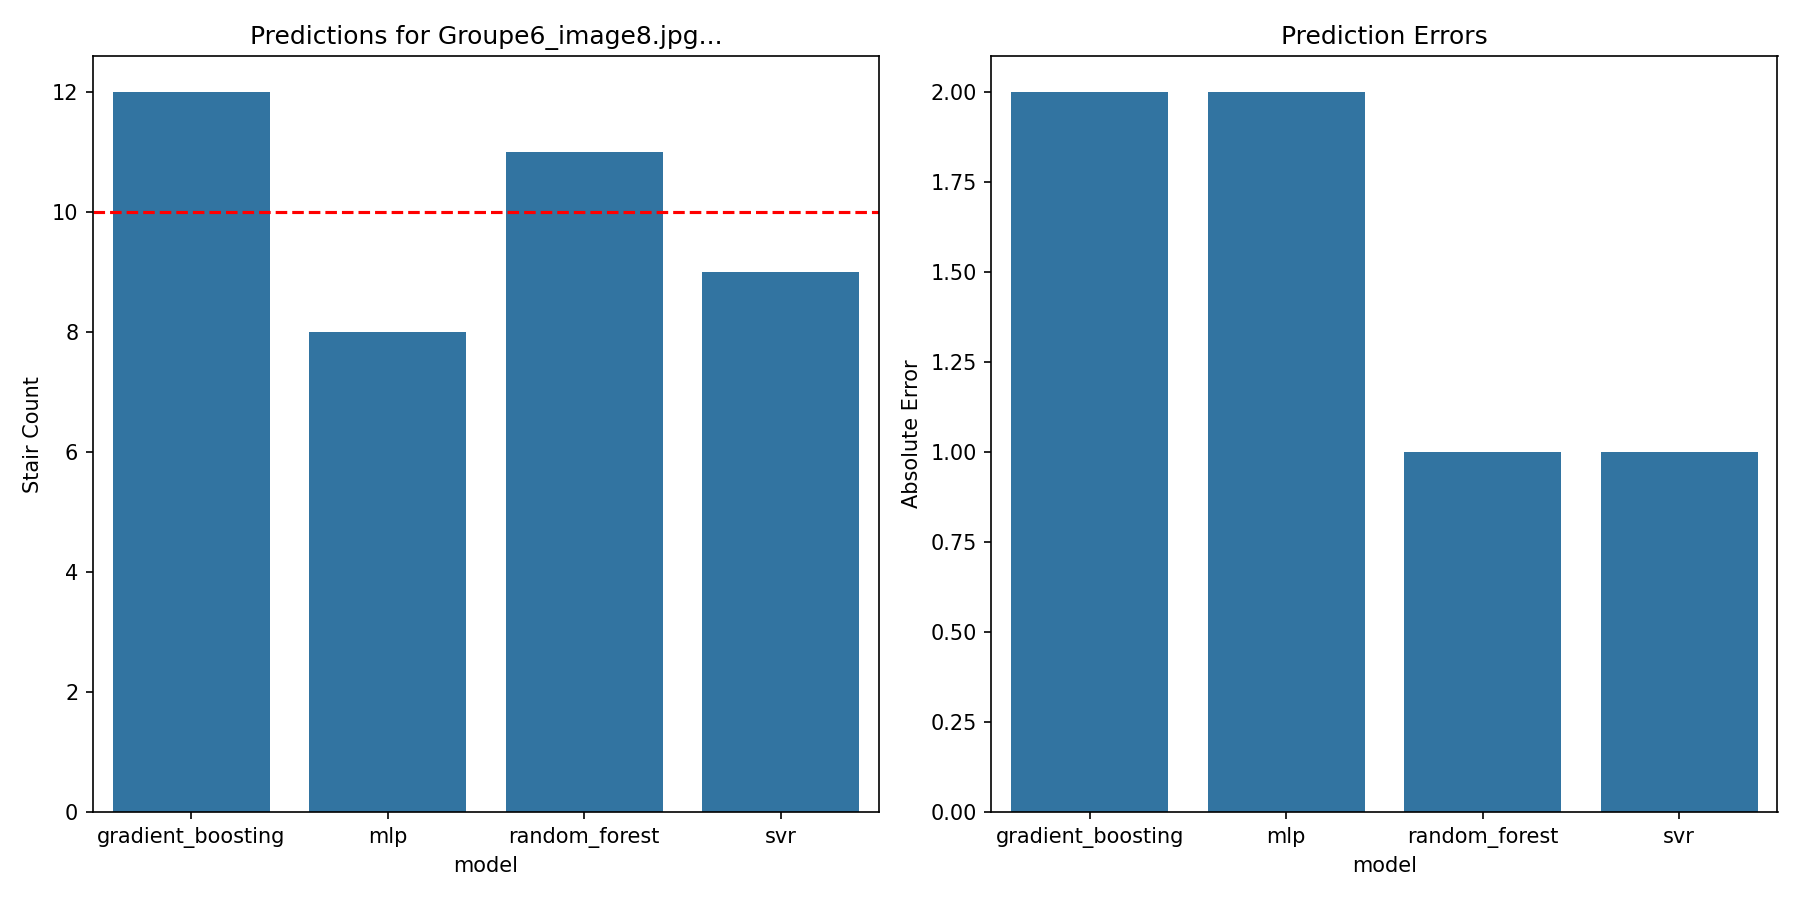 Predictions for Groupe6_image8.jpg...
12
10
8
6
4
2
0
Stair Count
gradient_boosting mlp random_forest svr
model
Prediction Errors
2.00
1.75
1.50
1.25
1.00
0.75
0.50
0.25
0.00
Absolute Error
gradient_boosting mlp random_forest svr
model